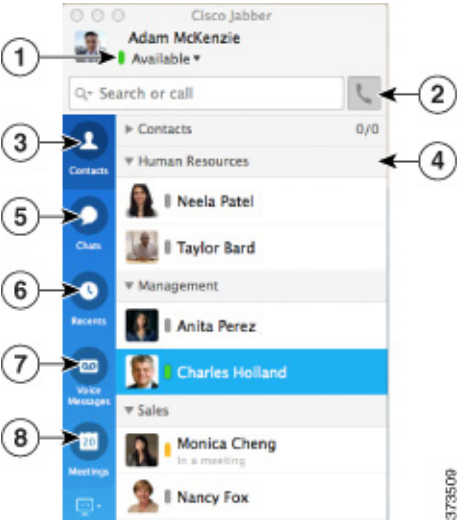 Cisco Jabber
Adam McKenzie
1
Available
Search or call
2
3
Contacts
Contacts 0/0
4
Human Resources
5
Chats
Neela Patel
Taylor Bard
6
Recents
Management
Anita Perez
7
Voice
Messages
Charles Holland
Sales
8
20
Meetings
Monica Cheng
In a meeting
Nancy Fox
373509